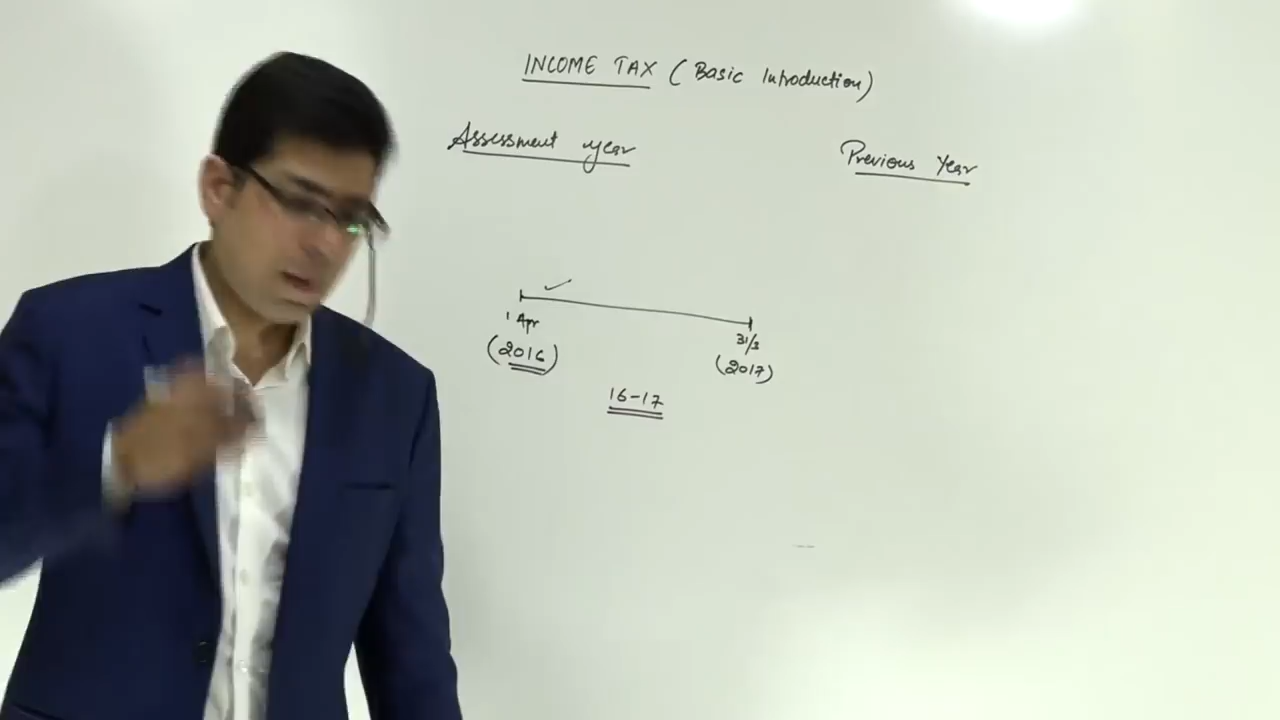 INCOME TAX (Basic Introduction)
Assessment year
Previous Year
1 Apr
(2016)
31/3
(2017)
16-17